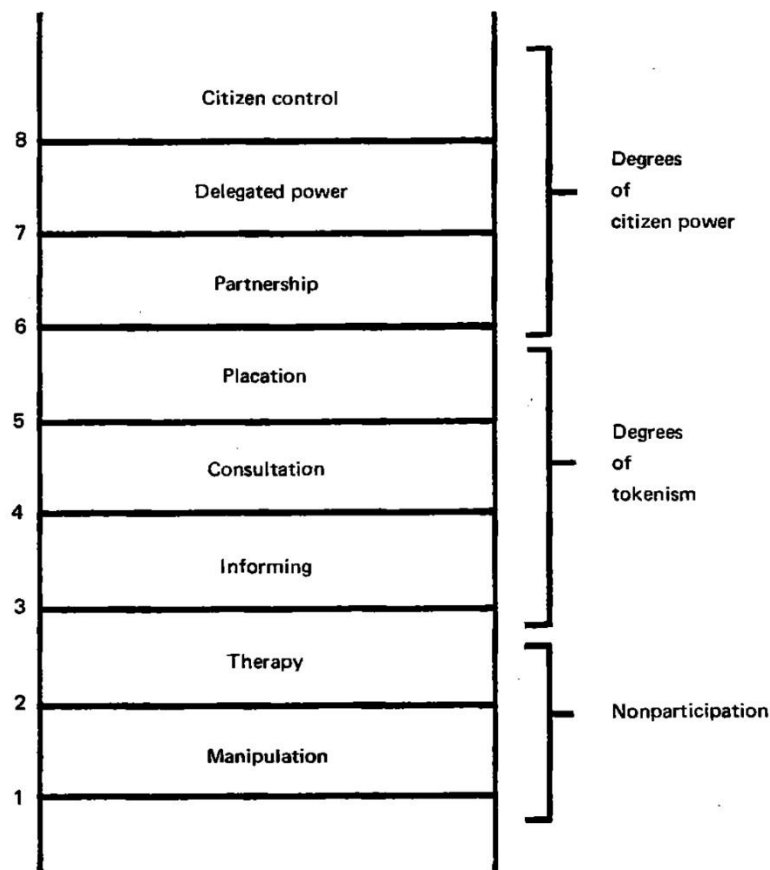 Citizen control
8
Delegated power
7
Partnership
6
Placation
5
Consultation
4
Informing
3
Therapy
2
Manipulation
1
Degrees
of
citizen power
Degrees
of
tokenism
Nonparticipation